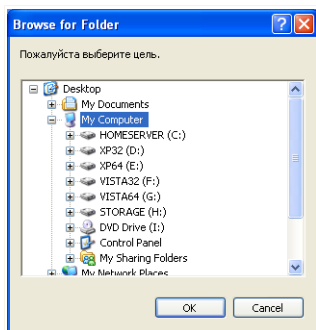 Browse for Folder
Пожалуйста выберите цель.
Desktop
My Documents
My Computer
HOMESERVER (C:)
XP32 (D:)
XP64 (E:)
VISTA32 (F:)
VISTA64 (G:)
STORAGE (H:)
DVD Drive (I:)
Control Panel
My Sharing Folders
My Network Places
OK Cancel